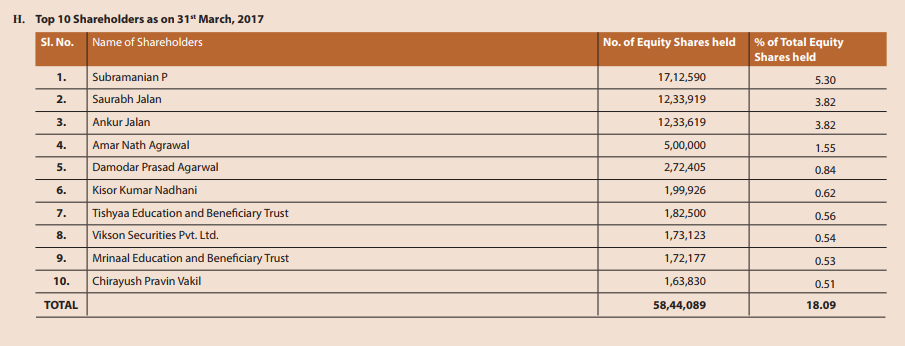 H. Top 10 Shareholders as on 31st March, 2017
Sl. No. Name of Shareholders No. of Equity Shares held % of Total Equity
Shares held
1. Subramanian P 17,12,590 5.30
2. Saurabh Jalan 12,33,919 3.82
3. Ankur Jalan 12,33,619 3.82
4. Amar Nath Agrawal 5,00,000 1.55
5. Damodar Prasad Agarwal 2,72,405 0.84
6. Kisor Kumar Nadhani 1,99,926 0.62
7. Tishyaa Education and Beneficiary Trust 1,82,500 0.56
8. Vikson Securities Pvt. Ltd. 1,73,123 0.54
9. Mrinaal Education and Beneficiary Trust 1,72,177 0.53
10. Chirayush Pravin Vakil 1,63,830 0.51
TOTAL 58,44,089 18.09